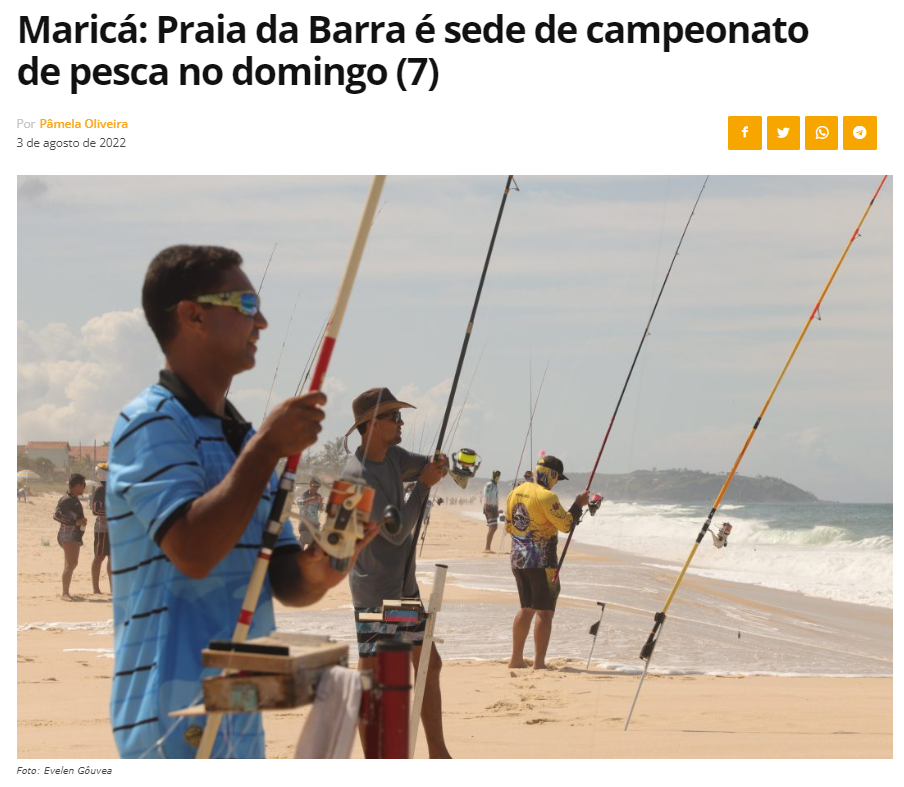 Maricá: Praia da Barra é sede de campeonato
de pesca no domingo (7)
Por Pâmela Oliveira
3 de agosto de 2022
Foto: Evelen Gôuvea